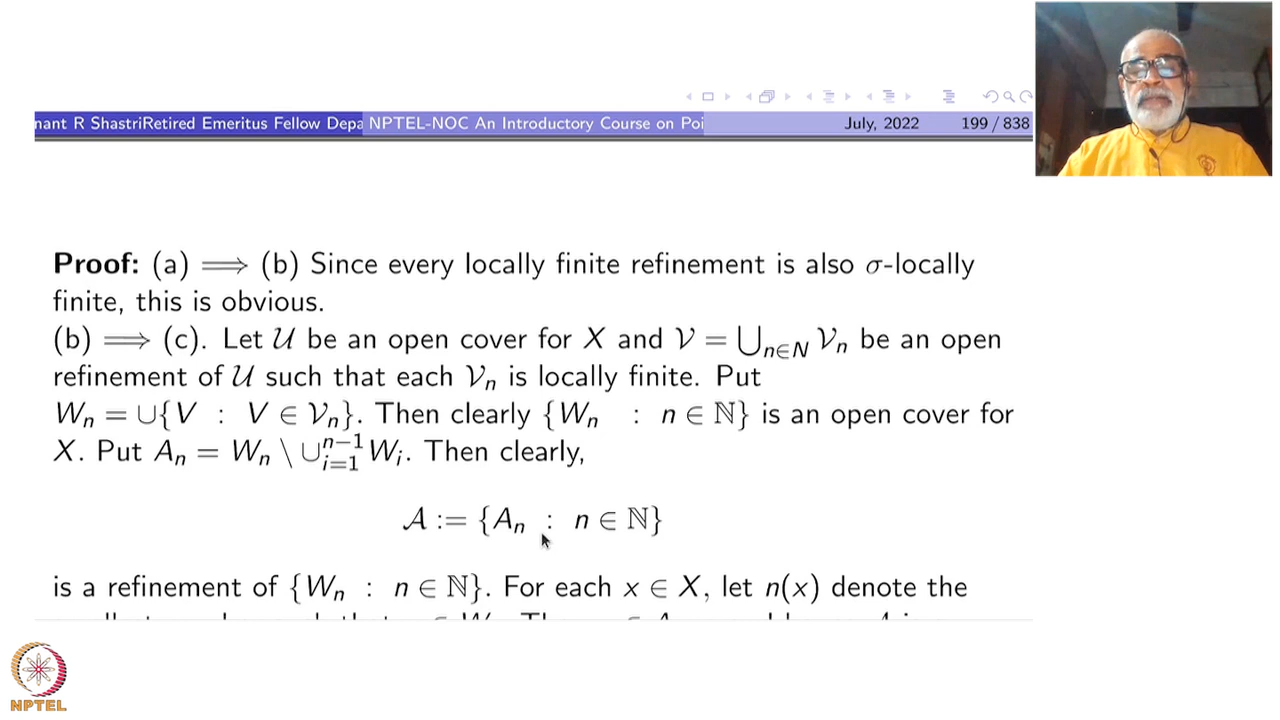 nant R ShastriRetired Emeritus Fellow Depa NPTEL-NOC An Introductory Course on Poi July, 2022 199 / 838
Proof: (a) ⟹ (b) Since every locally finite refinement is also σ-locally
finite, this is obvious.
(b) ⟹ (c). Let 𝒰 be an open cover for X and 𝒱 = ⋃_{n∈N} 𝒱_n be an open
refinement of 𝒰 such that each 𝒱_n is locally finite. Put
W_n = ∪{V : V ∈ 𝒱_n}. Then clearly {W_n : n ∈ ℕ} is an open cover for
X. Put A_n = W_n \ ∪_{i=1}^{n−1} W_i. Then clearly,
𝒜 := {A_n : n ∈ ℕ}
is a refinement of {W_n : n ∈ ℕ}. For each x ∈ X, let n(x) denote the
NPTEL